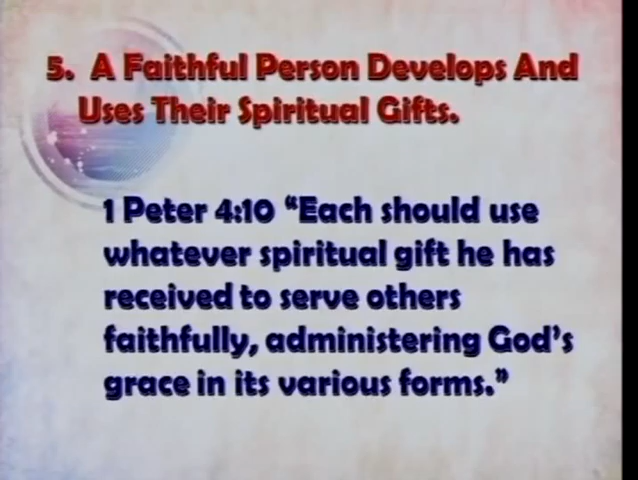 5. A Faithful Person Develops And
Uses Their Spiritual Gifts.
1 Peter 4:10 “Each should use
whatever spiritual gift he has
received to serve others
faithfully, administering God’s
grace in its various forms.”